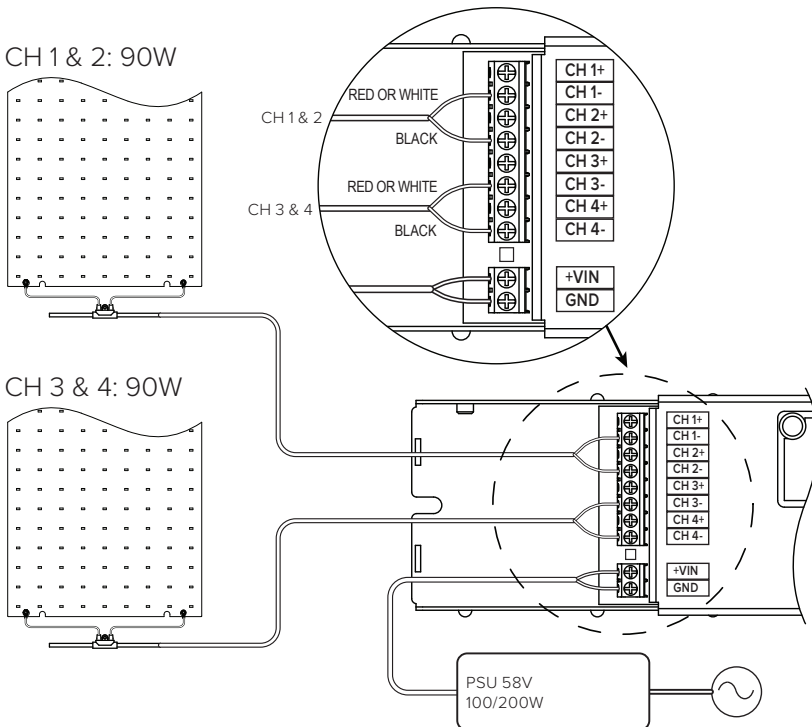 CH 1 & 2: 90W
RED OR WHITE
CH 1 & 2
BLACK
RED OR WHITE
CH 3 & 4
BLACK
CH 1+
CH 1-
CH 2+
CH 2-
CH 3+
CH 3-
CH 4+
CH 4-
+VIN
GND
CH 3 & 4: 90W
CH 1+
CH 1-
CH 2+
CH 2-
CH 3+
CH 3-
CH 4+
CH 4-
+VIN
GND
PSU 58V
100/200W